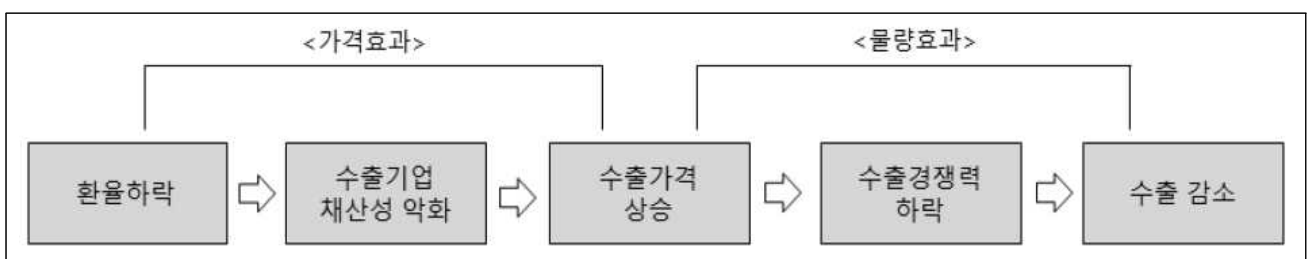 <가격효과>
<물량효과>
환율하락
수출기업
채산성 악화
수출가격
상승
수출경쟁력
하락
수출 감소